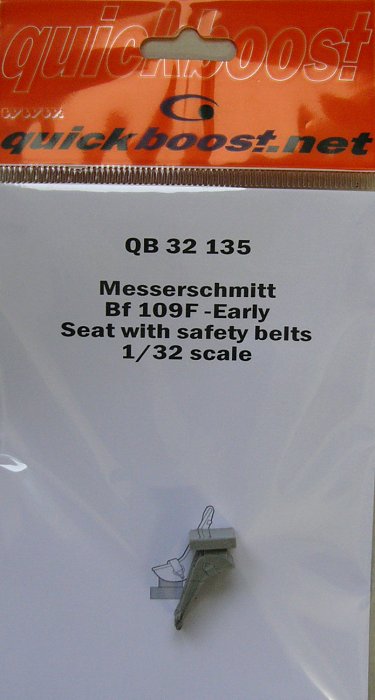 quickboost
www.
quickboost.net
QB 32 135
Messerschmitt
Bf 109F -Early
Seat with safety belts
1/32 scale